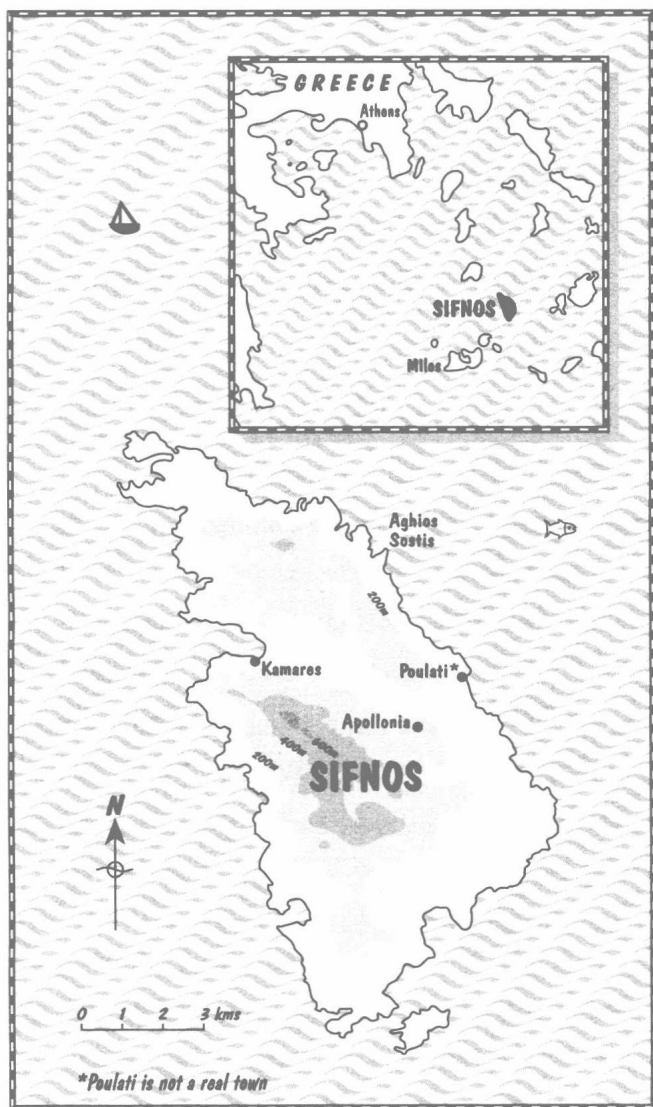 GREECE
Athens
SIFNOS
Milos
Aghios
Sostis
200m
Kamares
Poulati*
Apollonia
600m
400m
200m
SIFNOS
N
0 1 2 3 kms
*Poulati is not a real town